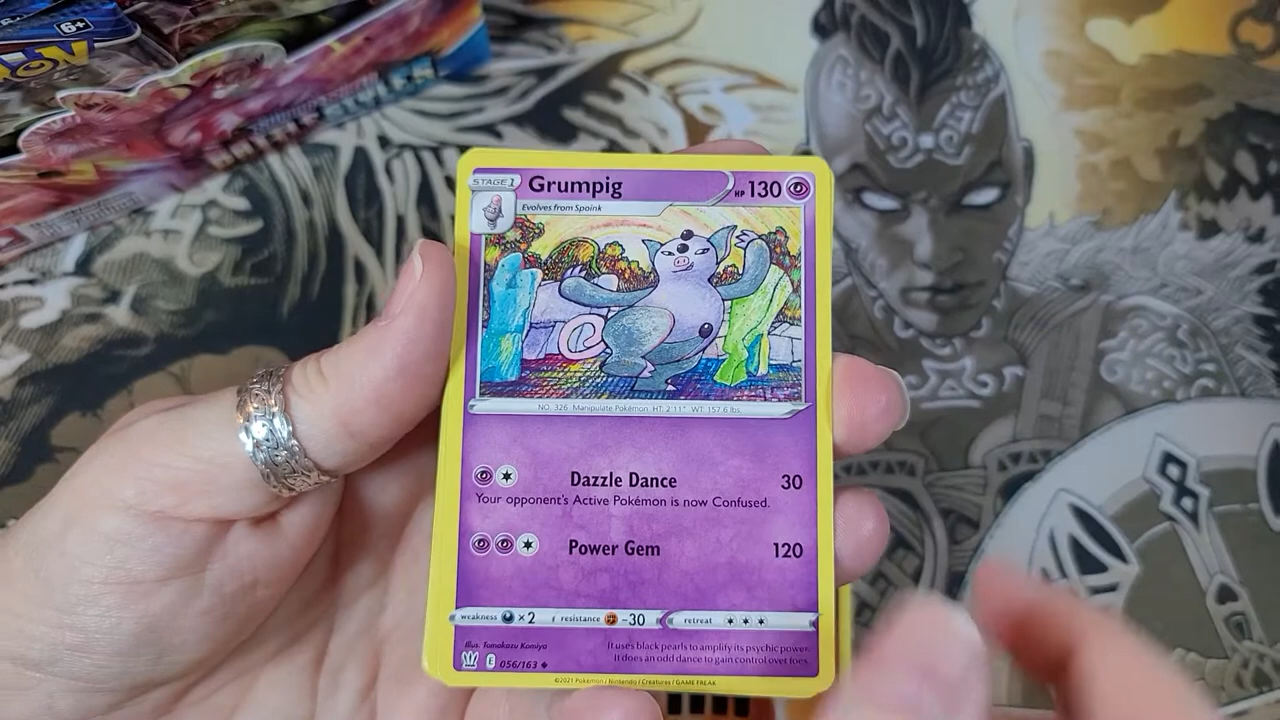 6+
BATTLE STYLES
STAGE 1
Grumpig
HP 130
Evolves from Spoink
NO. 326 Manipulate Pokémon HT: 2'11" WT: 157.6 lbs.
Dazzle Dance 30
Your opponent's Active Pokémon is now Confused.
Power Gem 120
weakness ×2 resistance -30 retreat
Illus. Tomokazu Komiya
It uses black pearls to amplify its psychic power.
It does an odd dance to gain control over foes.
E 056/163
©2021 Pokémon / Nintendo / Creatures / GAME FREAK